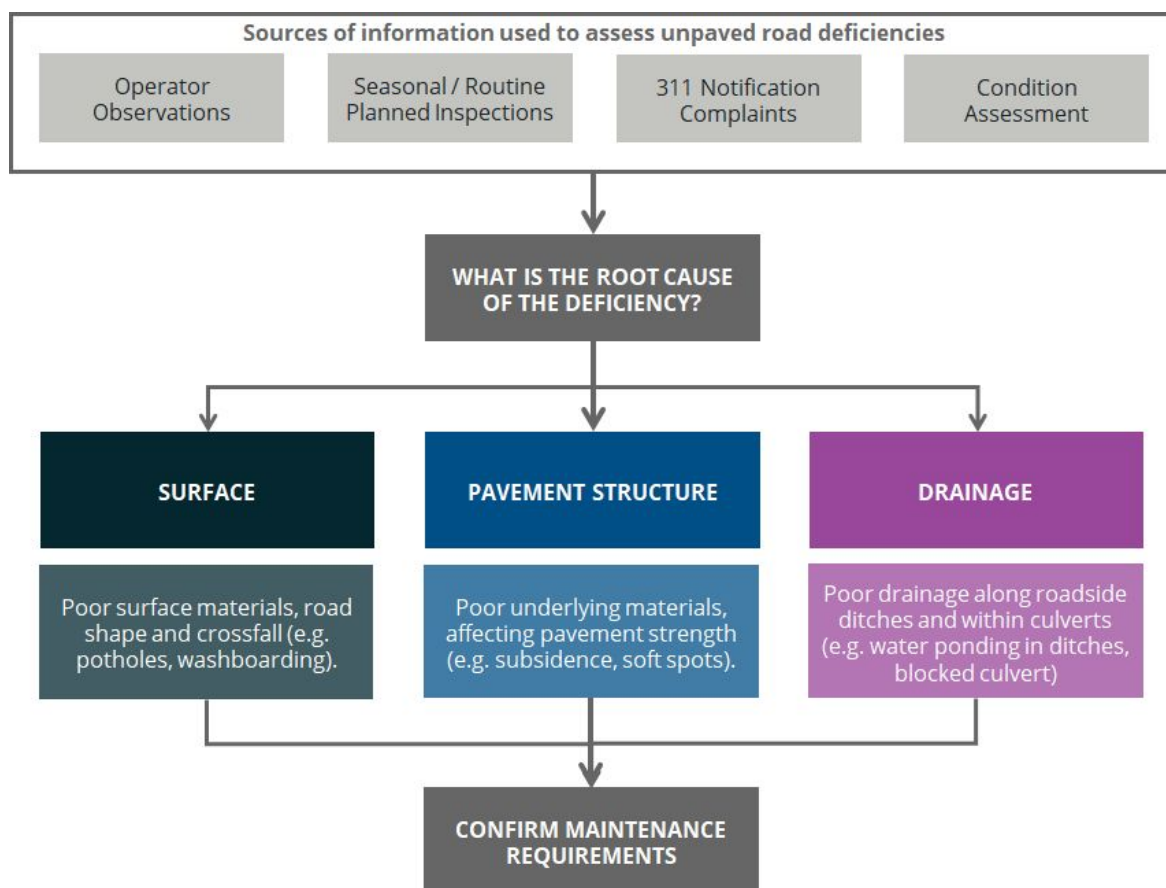 Sources of information used to assess unpaved road deficiencies
Operator
Observations
Seasonal / Routine
Planned Inspections
311 Notification
Complaints
Condition
Assessment
WHAT IS THE ROOT CAUSE
OF THE DEFICIENCY?
SURFACE
PAVEMENT STRUCTURE
DRAINAGE
Poor surface materials, road
shape and crossfall (e.g.
potholes, washboarding).
Poor underlying materials,
affecting pavement strength
(e.g. subsidence, soft spots).
Poor drainage along roadside
ditches and within culverts
(e.g. water ponding in ditches,
blocked culvert)
CONFIRM MAINTENANCE
REQUIREMENTS